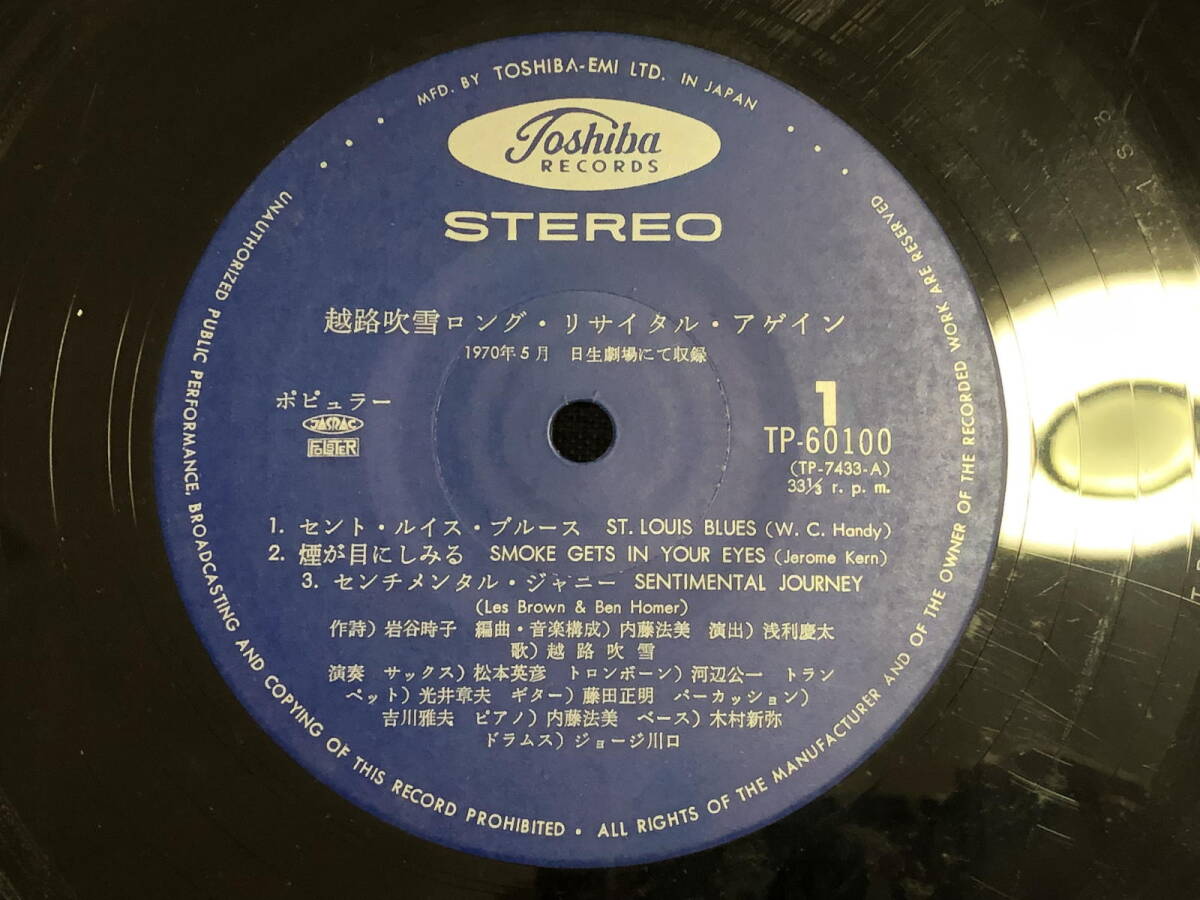 MFD. BY TOSHIBA-EMI LTD. IN JAPAN
Toshiba
RECORDS
STEREO
越路吹雪ロング・リサイタル・アゲイン
1970年5月 日生劇場にて収録
ポピュラー
JASRAC
FOLSTER
1
TP-60100
(TP-7433-A)
33⅓ r. p. m.
1. セント・ルイス・ブルース ST. LOUIS BLUES (W. C. Handy)
2. 煙が目にしみる SMOKE GETS IN YOUR EYES (Jerome Kern)
3. センチメンタル・ジャニー SENTIMENTAL JOURNEY
(Les Brown & Ben Homer)
作詩)岩谷時子 編曲・音楽構成)内藤法美 演出)浅利慶太
歌)越路吹雪
演奏 サックス)松本英彦 トロンボーン)河辺公一 トラン
ペット)光井章夫 ギター)藤田正明 パーカッション)
吉川雅夫 ピアノ)内藤法美 ベース)木村新弥
ドラムス)ジョージ川口
UNAUTHORIZED PUBLIC PERFORMANCE, BROADCASTING AND COPYING OF THIS RECORD PROHIBITED • ALL RIGHTS OF THE MANUFACTURER AND OF THE OWNER OF THE RECORDED WORK ARE RESERVED